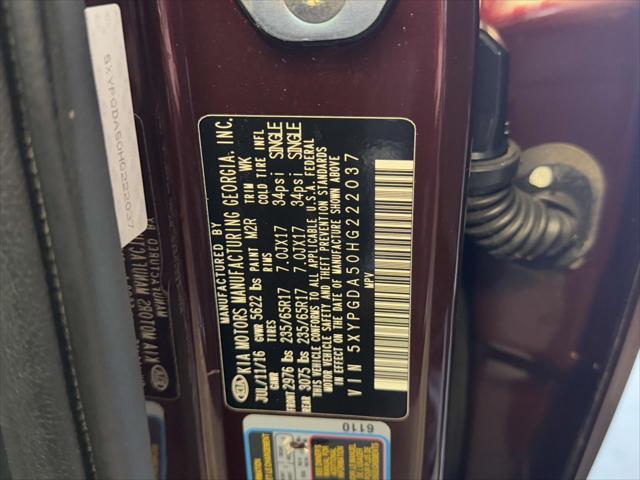 MANUFACTURED BY
KIA KIA MOTORS MANUFACTURING GEORGIA, INC.
JUL/11/16 GVWR 5622 lbs PAINT M2R TRIM WK
GAWR TIRES RIMS COLD TIRE INFL
FRONT 2976 lbs 235/65R17 7.0JX17 34psi SINGLE
REAR 3075 lbs 235/65R17 7.0JX17 34psi SINGLE
THIS VEHICLE CONFORMS TO ALL APPLICABLE U.S.A. FEDERAL
MOTOR VEHICLE SAFETY AND THEFT PREVENTION STANDARDS
IN EFFECT ON THE DATE OF MANUFACTURE SHOWN ABOVE
VIN 5XYPGDA50HG222037
MPV
5XYPGDA50HG222037
6110